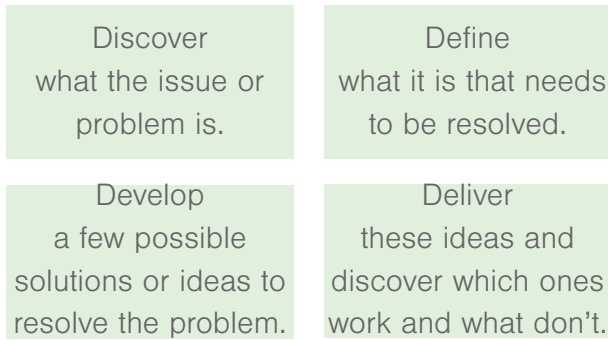 Discover
what the issue or
problem is.
Define
what it is that needs
to be resolved.
Develop
a few possible
solutions or ideas to
resolve the problem.
Deliver
these ideas and
discover which ones
work and what don't.